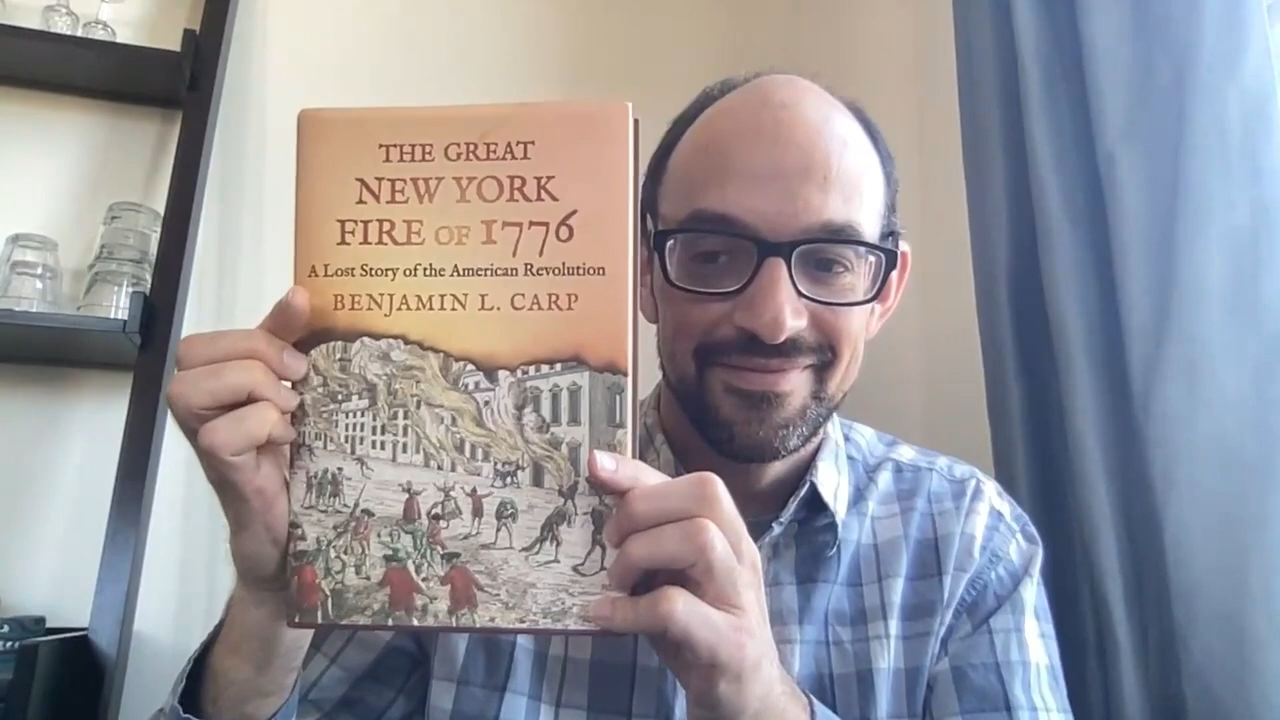 THE GREAT
NEW YORK
FIRE OF 1776
A Lost Story of the American Revolution
BENJAMIN L. CARP